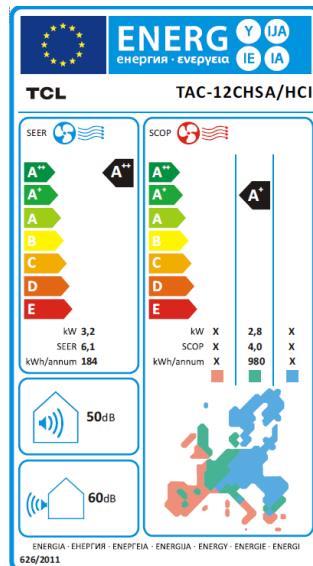 ENERG
Y IJA
IE IA
енергия · ενεργεια
TCL TAC-12CHSA/HCI
SEER SCOP
A++ A++ A++
A+ A+ A+
A A
B B
C C
D D
E E
kW 3,2 kW X 2,8 X
SEER 6,1 SCOP X 4,0 X
kWh/annum 184 kWh/annum X 980 X
50dB
60dB
ENERGIA · ЕНЕРГИЯ · ΕΝΕΡΓΕΙΑ · ENERGIJA · ENERGY · ENERGIE · ENERGI
626/2011